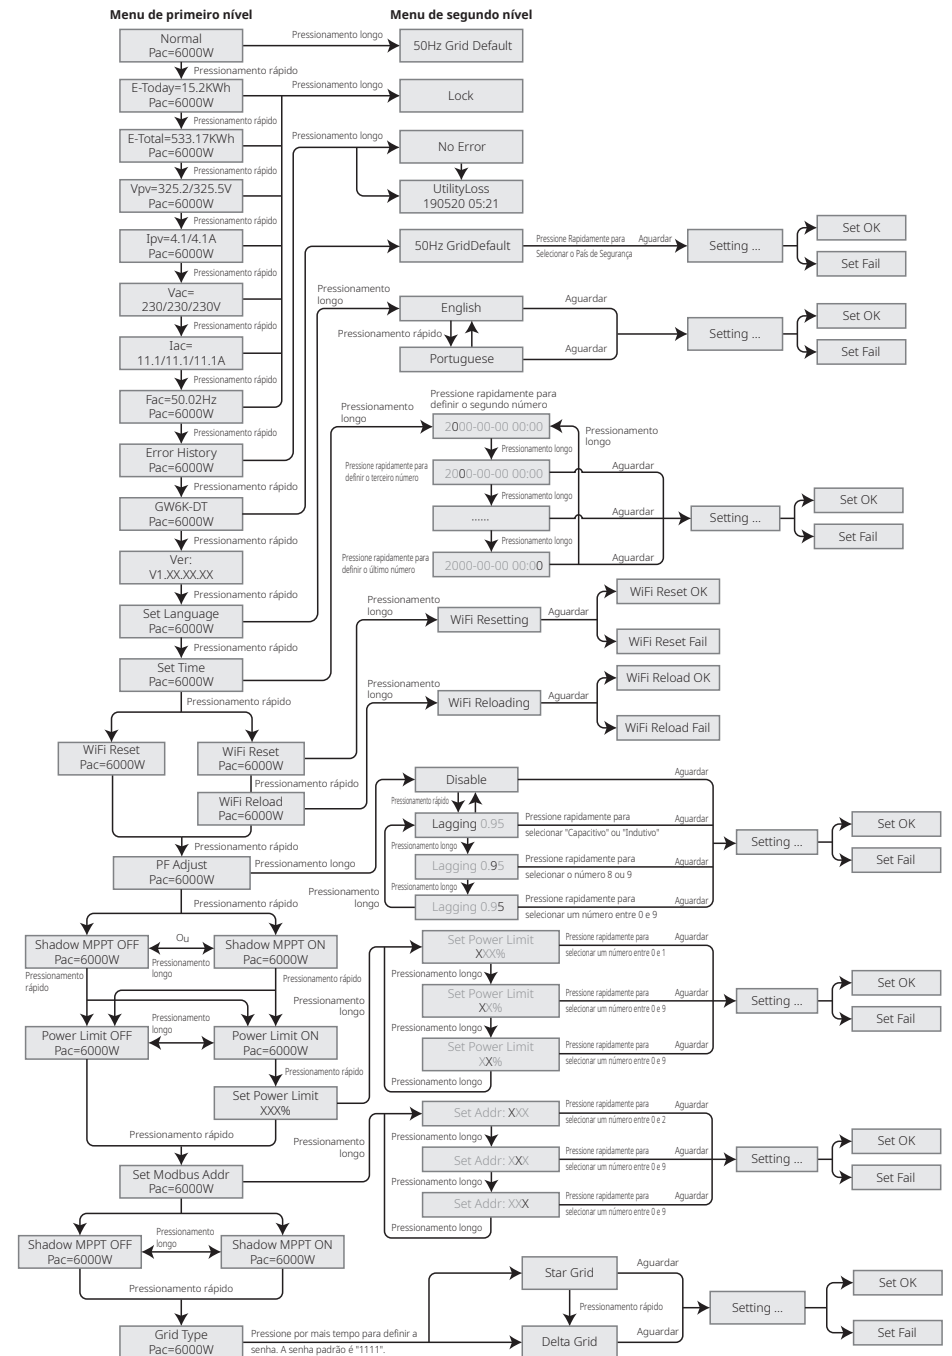 Menu de primeiro nível
Menu de segundo nível
Normal
Pac=6000W
Pressionamento longo
50Hz Grid Default
Pressionamento rápido
E-Today=15.2KWh
Pac=6000W
Pressionamento longo
Lock
Pressionamento rápido
E-Total=533.17KWh
Pac=6000W
Pressionamento longo
No Error
Pressionamento rápido
Vpv=325.2/325.5V
Pac=6000W
UtilityLoss
190520 05:21
Pressionamento rápido
Ipv=4.1/4.1A
Pac=6000W
50Hz GridDefault
Pressione Rapidamente para
Selecionar o País de Segurança
Aguardar
Setting ...
Set OK
Set Fail
Pressionamento rápido
Vac=
230/230/230V
Pressionamento
longo
English
Aguardar
Pressionamento rápido
Portuguese
Aguardar
Setting ...
Set OK
Set Fail
Pressionamento rápido
Iac=
11.1/11.1/11.1A
Pressionamento rápido
Fac=50.02Hz
Pac=6000W
Pressionamento
longo
Pressione rapidamente para
definir o segundo número
2000-00-00 00:00
Pressionamento
longo
Pressionamento rápido
Pressionamento longo
Error History
Pac=6000W
Pressione rapidamente para
definir o terceiro número
2000-00-00 00:00
Aguardar
Pressionamento rápido
Pressionamento longo
GW6K-DT
Pac=6000W
......
Aguardar
Setting ...
Set OK
Set Fail
Pressionamento rápido
Pressionamento longo
Ver:
V1.XX.XX.XX
Pressione rapidamente para
definir o último número
2000-00-00 00:00
Aguardar
Pressionamento rápido
Set Language
Pac=6000W
Pressionamento
longo
WiFi Resetting
Aguardar
WiFi Reset OK
WiFi Reset Fail
Pressionamento rápido
Set Time
Pac=6000W
Pressionamento
longo
WiFi Reloading
Aguardar
WiFi Reload OK
WiFi Reload Fail
Pressionamento rápido
WiFi Reset
Pac=6000W
WiFi Reset
Pac=6000W
Pressionamento rápido
WiFi Reload
Pac=6000W
Disable
Aguardar
Pressionamento rápido
Lagging 0.95
Pressione rapidamente para
selecionar "Capacitivo" ou "Indutivo"
Aguardar
Pressionamento rápido
Pressionamento longo
PF Adjust
Pac=6000W
Pressionamento longo
Lagging 0.95
Pressione rapidamente para
selecionar o número 8 ou 9
Aguardar
Setting ...
Set OK
Set Fail
Pressionamento
longo
Pressionamento longo
Lagging 0.95
Pressione rapidamente para
selecionar um número entre 0 e 9
Aguardar
Pressionamento rápido
Shadow MPPT OFF
Pac=6000W
Ou
Pressionamento
longo
Shadow MPPT ON
Pac=6000W
Set Power Limit
XXX%
Pressione rapidamente para
selecionar um número entre 0 e 1
Aguardar
Pressionamento
rápido
Pressionamento rápido
Pressionamento longo
Pressionamento
longo
Set Power Limit
XX%
Pressione rapidamente para
selecionar um número entre 0 e 9
Aguardar
Setting ...
Set OK
Set Fail
Power Limit OFF
Pac=6000W
Pressionamento
longo
Power Limit ON
Pac=6000W
Pressionamento longo
Set Power Limit
XX%
Pressione rapidamente para
selecionar um número entre 0 e 9
Aguardar
Pressionamento rápido
Pressionamento longo
Set Power Limit
XXX%
Set Addr: XXX
Pressione rapidamente para
selecionar um número entre 0 e 2
Aguardar
Pressionamento rápido
Pressionamento
longo
Pressionamento longo
Set Modbus Addr
Pac=6000W
Set Addr: XXX
Pressione rapidamente para
selecionar um número entre 0 e 9
Aguardar
Setting ...
Set OK
Set Fail
Pressionamento longo
Set Addr: XXX
Pressione rapidamente para
selecionar um número entre 0 e 9
Aguardar
Pressionamento longo
Shadow MPPT OFF
Pac=6000W
Pressionamento
longo
Shadow MPPT ON
Pac=6000W
Pressionamento rápido
Star Grid
Aguardar
Pressionamento rápido
Setting ...
Set OK
Set Fail
Grid Type
Pac=6000W
Pressione por mais tempo para definir a
senha. A senha padrão é "1111".
Delta Grid
Aguardar